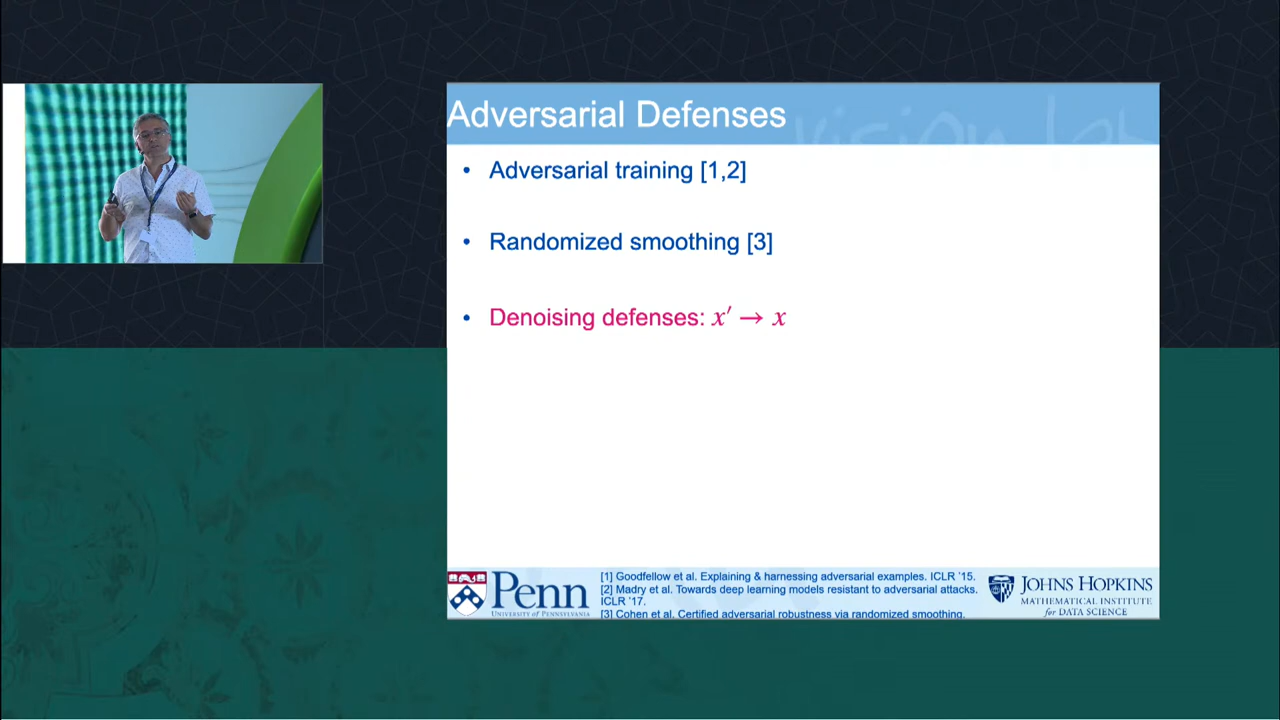 Adversarial Defenses
vision lab
• Adversarial training [1,2]
• Randomized smoothing [3]
• Denoising defenses: x′ → x
Penn
UNIVERSITY OF PENNSYLVANIA
[1] Goodfellow et al. Explaining & harnessing adversarial examples. ICLR '15.
[2] Madry et al. Towards deep learning models resistant to adversarial attacks.
ICLR '17.
[3] Cohen et al. Certified adversarial robustness via randomized smoothing.
JOHNS HOPKINS
MATHEMATICAL INSTITUTE
for DATA SCIENCE